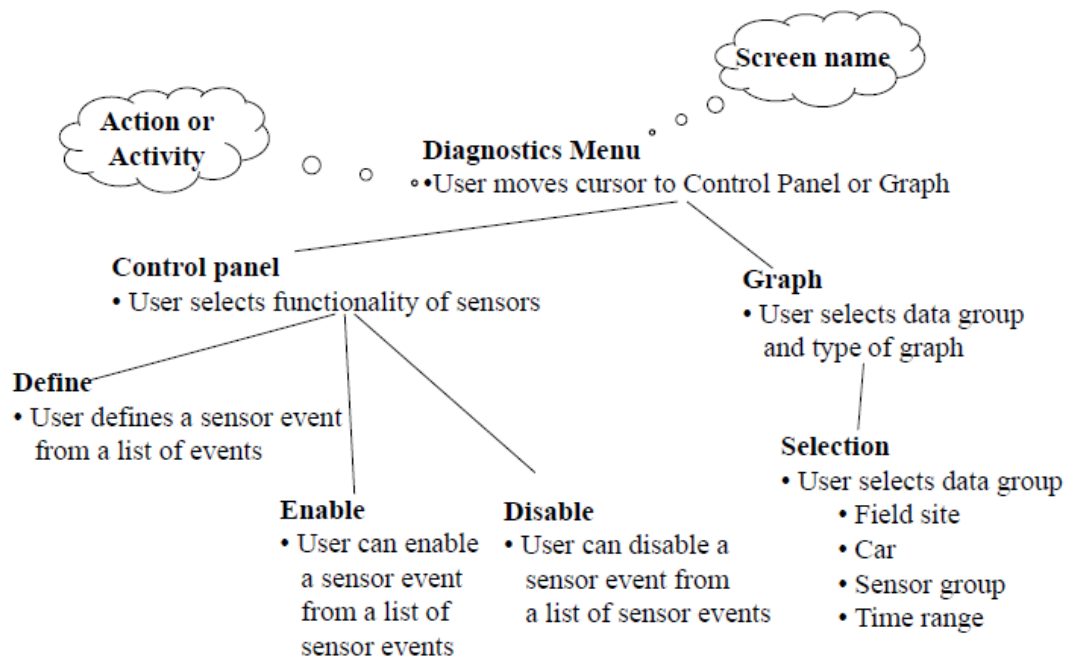 Screen name
Action or
Activity
Diagnostics Menu
•User moves cursor to Control Panel or Graph
Control panel
• User selects functionality of sensors
Graph
• User selects data group
and type of graph
Define
• User defines a sensor event
from a list of events
Enable
• User can enable
a sensor event
from a list of
sensor events
Disable
• User can disable a
sensor event from
a list of sensor events
Selection
• User selects data group
• Field site
• Car
• Sensor group
• Time range